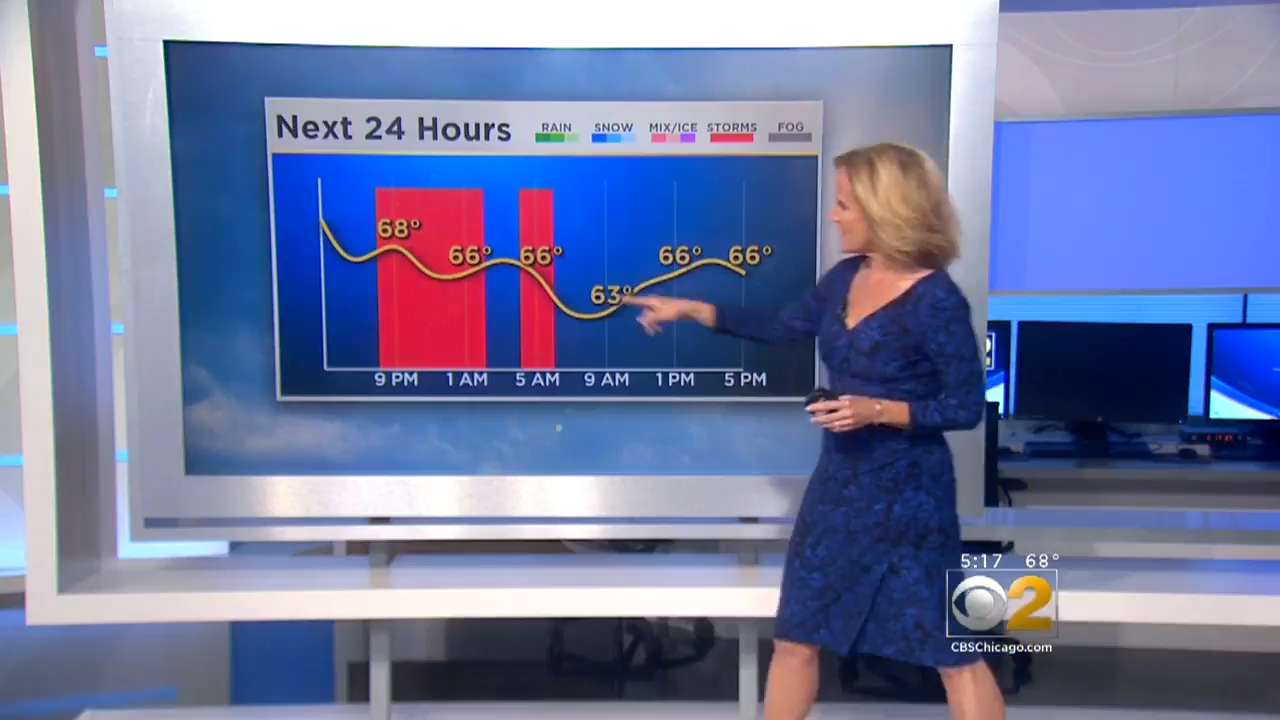 Next 24 Hours
RAIN SNOW MIX/ICE STORMS FOG
68° 66° 66° 63° 66° 66°
9 PM 1 AM 5 AM 9 AM 1 PM 5 PM
5:17 68°
2
CBSChicago.com